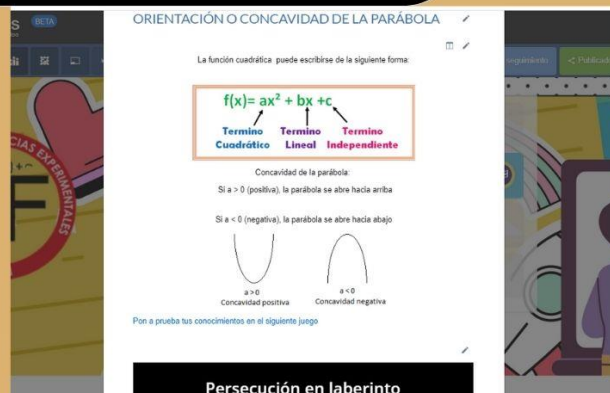 S BETA
ORIENTACIÓN O CONCAVIDAD DE LA PARÁBOLA
La función cuadrática puede escribirse de la siguiente forma:
f(x)= ax² + bx +c
Termino Termino Termino
Cuadrático Lineal Independiente
Concavidad de la parábola:
Si a > 0 (positiva), la parábola se abre hacia arriba
Si a < 0 (negativa), la parábola se abre hacia abajo
a > 0 a < 0
Concavidad positiva Concavidad negativa
Pon a prueba tus conocimientos en el siguiente juego
Persecución en laberinto
CIAS EXPERIMENTALES
F